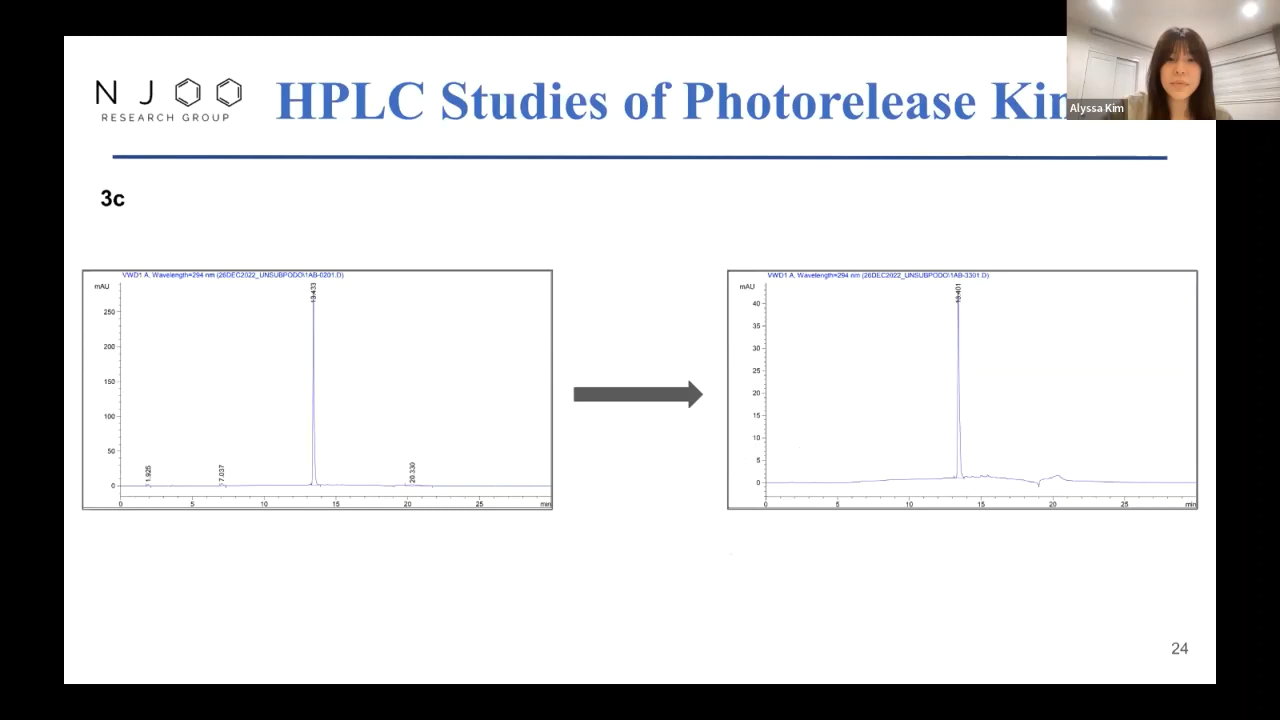 NJOO
RESEARCH GROUP
HPLC Studies of Photorelease Kin
Alyssa Kim
3c
VWD1 A, Wavelength=294 nm (26DEC2022_UNSUBPODO\1AB-0201.D)
mAU
250
200
150
100
50
0
1.925
7.037
13.433
20.330
0 5 10 15 20 25 min
VWD1 A, Wavelength=294 nm (26DEC2022_UNSUBPODO\1AB-3301.D)
mAU
40
35
30
25
20
15
10
5
0
13.401
0 5 10 15 20 25 min
24